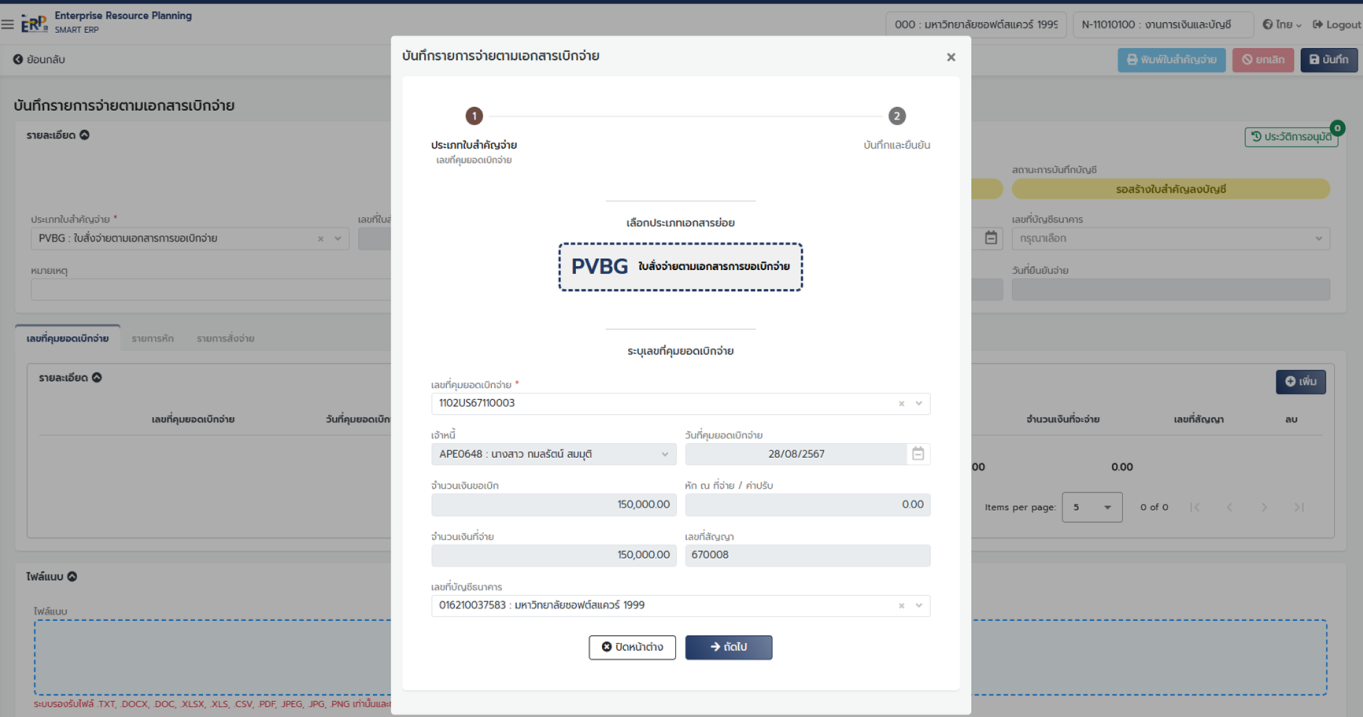 Enterprise Resource Planning
ERP
SMART ERP
000 : มหาวิทยาลัยซอฟต์สแควร์ 1999
N-11010100 : งานการเงินและบัญชี
ไทย
Logout
ย้อนกลับ
พิมพ์ใบสำคัญจ่าย
ยกเลิก
บันทึก
บันทึกรายการจ่ายตามเอกสารเบิกจ่าย
รายละเอียด
ประวัติการอนุมัติ
0
สถานะการบันทึกบัญชี
รอสร้างใบสำคัญลงบัญชี
ประเภทใบสำคัญจ่าย *
เลขที่ใบส
เลขที่บัญชีธนาคาร
PVBG : ใบสั่งจ่ายตามเอกสารการขอเบิกจ่าย
กรุณาเลือก
หมายเหตุ
วันที่ยืนยันจ่าย
เลขที่คุมยอดเบิกจ่าย
รายการหัก
รายการสั่งจ่าย
รายละเอียด
เพิ่ม
เลขที่คุมยอดเบิกจ่าย
วันที่คุมยอดเบิก
จำนวนเงินที่จะจ่าย
เลขที่สัญญา
ลบ
00
0.00
Items per page:
5
0 of 0
ไฟล์แนบ
ไฟล์แนบ
ระบบรองรับไฟล์ .TXT, .DOCX, .DOC, .XLSX, .XLS, .CSV, .PDF, .JPEG, .JPG, .PNG เท่านั้นและ
บันทึกรายการจ่ายตามเอกสารเบิกจ่าย
1
2
ประเภทใบสำคัญจ่าย
บันทึกและยืนยัน
เลขที่คุมยอดเบิกจ่าย
เลือกประเภทเอกสารย่อย
PVBG ใบสั่งจ่ายตามเอกสารการขอเบิกจ่าย
ระบุเลขที่คุมยอดเบิกจ่าย
เลขที่คุมยอดเบิกจ่าย *
1102US67110003
เจ้าหนี้
วันที่คุมยอดเบิกจ่าย
APE0648 : นางสาว กมลรัตน์ สมมุติ
28/08/2567
จำนวนเงินขอเบิก
หัก ณ ที่จ่าย / ค่าปรับ
150,000.00
0.00
จำนวนเงินที่จ่าย
เลขที่สัญญา
150,000.00
670008
เลขที่บัญชีธนาคาร
016210037583 : มหาวิทยาลัยซอฟต์สแควร์ 1999
ปิดหน้าต่าง
ถัดไป